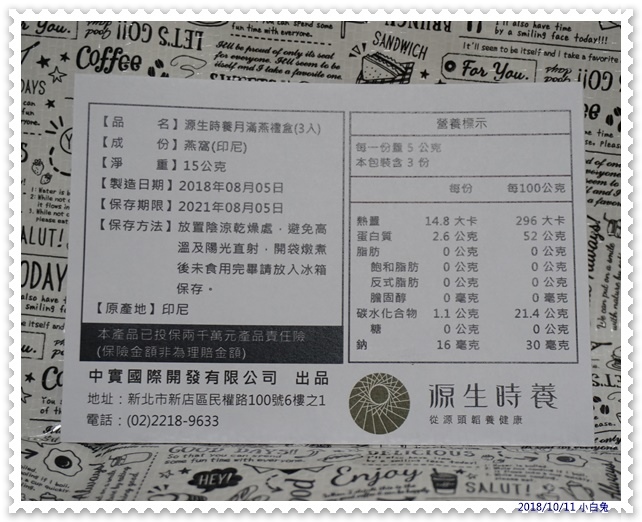 【品　　名】源生時養月滿燕禮盒(3入)
【成　　份】燕窩(印尼)
【淨　　重】15公克
【製造日期】2018年08月05日
【保存期限】2021年08月05日
【保存方法】放置陰涼乾燥處，避免高
溫及陽光直射，開袋燉煮
後未食用完畢請放入冰箱
保存。
【原產地】印尼
本產品已投保兩千萬元產品責任險
(保險金額非為理賠金額)
營養標示
每一份量 5 公克
本包裝含 3 份
每份 每100公克
熱量 14.8 大卡 296 大卡
蛋白質 2.6 公克 52 公克
脂肪 0 公克 0 公克
飽和脂肪 0 公克 0 公克
反式脂肪 0 公克 0 公克
膽固醇 0 毫克 0 毫克
碳水化合物 1.1 公克 21.4 公克
糖 0 公克 0 公克
鈉 16 毫克 30 毫克
中實國際開發有限公司 出品
地址：新北市新店區民權路100號6樓之1
電話：(02)2218-9633
源生時養
從源頭韜養健康
LET'S GO!!
SANDWICH
For You.
Enjoy
HEY!
SALUT!
DELICIOUS
2018/10/11 小白兔